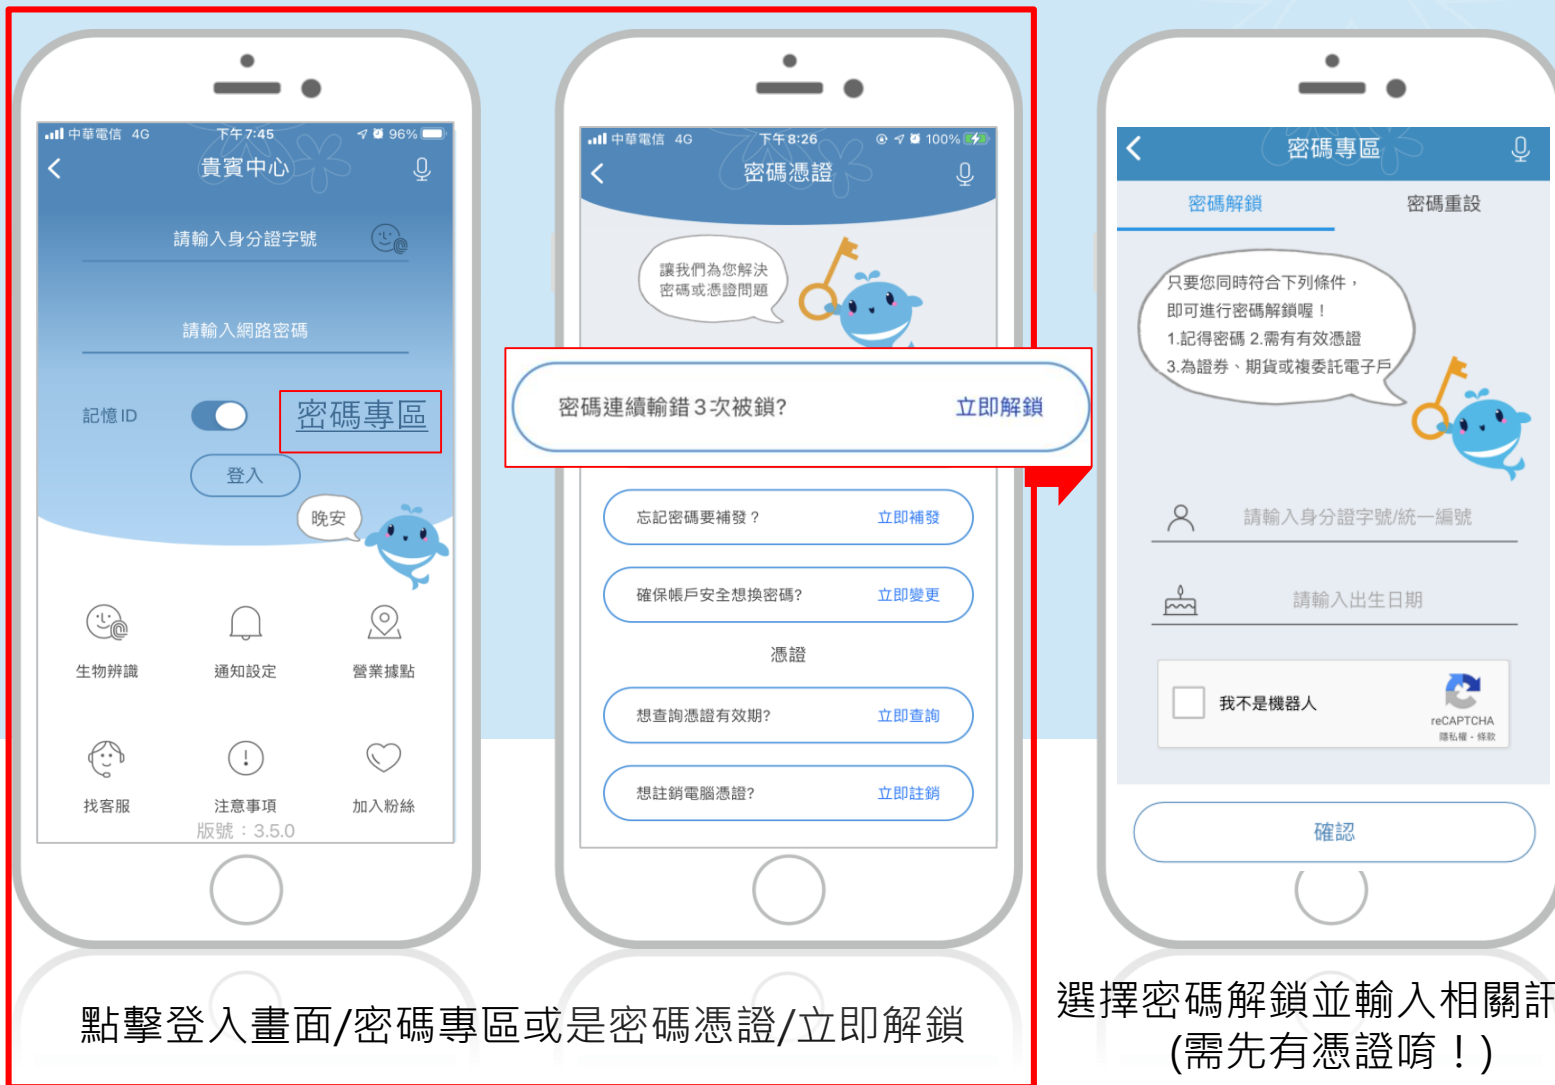 中華電信 4G 下午7:45 96%
貴賓中心
請輸入身分證字號
請輸入網路密碼
記憶ID
密碼專區
登入
晚安
生物辨識 通知設定 營業據點
找客服 注意事項 加入粉絲
版號：3.5.0
中華電信 4G 下午8:26 100%
密碼憑證
讓我們為您解決
密碼或憑證問題
密碼連續輸錯3次被鎖? 立即解鎖
忘記密碼要補發？ 立即補發
確保帳戶安全想換密碼? 立即變更
憑證
想查詢憑證有效期? 立即查詢
想註銷電腦憑證? 立即註銷
點擊登入畫面/密碼專區或是密碼憑證/立即解鎖
密碼專區
密碼解鎖 密碼重設
只要您同時符合下列條件，
即可進行密碼解鎖喔！
1.記得密碼 2.需有有效憑證
3.為證券、期貨或複委託電子戶
請輸入身分證字號/統一編號
請輸入出生日期
我不是機器人
reCAPTCHA
隱私權 - 條款
確認
選擇密碼解鎖並輸入相關訊
(需先有憑證唷！)